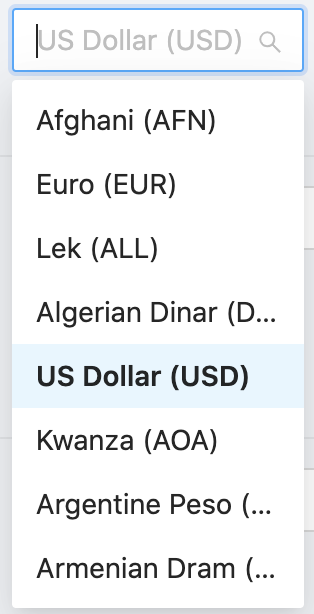 US Dollar (USD)
Afghani (AFN)
Euro (EUR)
Lek (ALL)
Algerian Dinar (D...
US Dollar (USD)
Kwanza (AOA)
Argentine Peso (...
Armenian Dram (...